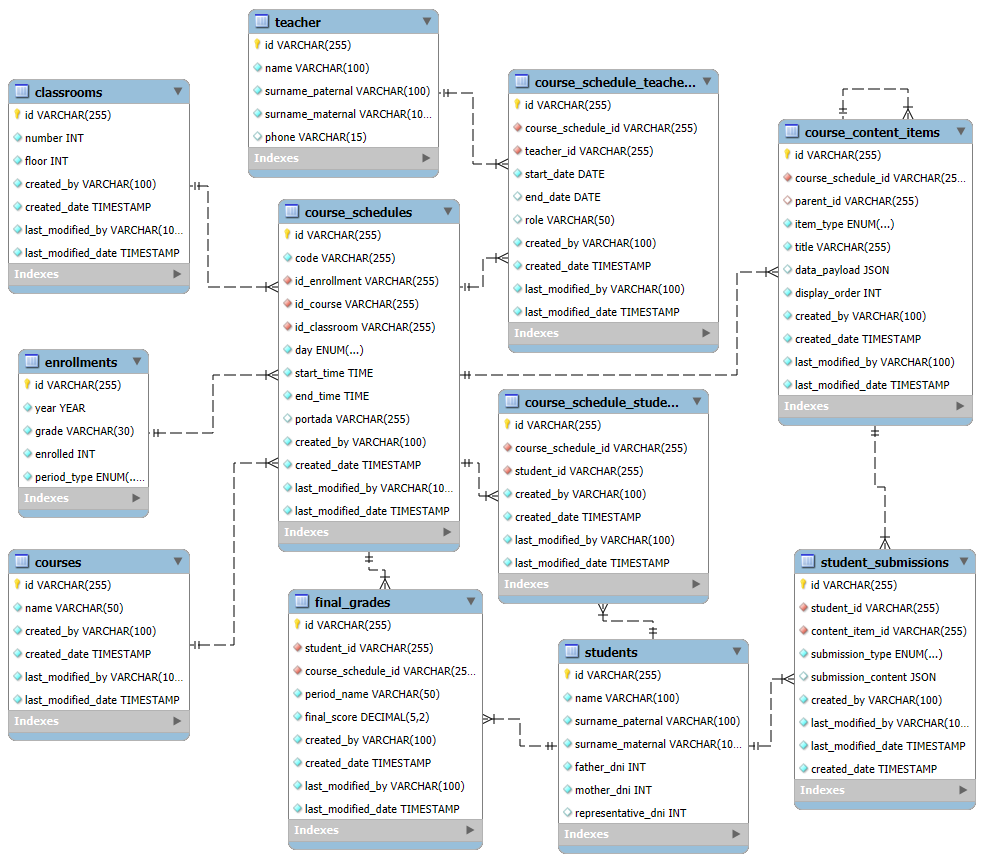 teacher
id VARCHAR(255)
name VARCHAR(100)
surname_paternal VARCHAR(100)
surname_maternal VARCHAR(10...
phone VARCHAR(15)
Indexes
classrooms
id VARCHAR(255)
number INT
floor INT
created_by VARCHAR(100)
created_date TIMESTAMP
last_modified_by VARCHAR(10...
last_modified_date TIMESTAMP
Indexes
course_schedule_teache...
id VARCHAR(255)
course_schedule_id VARCHAR(255)
teacher_id VARCHAR(255)
start_date DATE
end_date DATE
role VARCHAR(50)
created_by VARCHAR(100)
created_date TIMESTAMP
last_modified_by VARCHAR(100)
last_modified_date TIMESTAMP
Indexes
course_content_items
id VARCHAR(255)
course_schedule_id VARCHAR(25...
parent_id VARCHAR(255)
item_type ENUM(...)
title VARCHAR(255)
data_payload JSON
display_order INT
created_by VARCHAR(100)
created_date TIMESTAMP
last_modified_by VARCHAR(100)
last_modified_date TIMESTAMP
Indexes
course_schedules
id VARCHAR(255)
code VARCHAR(255)
id_enrollment VARCHAR(255)
id_course VARCHAR(255)
id_classroom VARCHAR(255)
day ENUM(...)
start_time TIME
end_time TIME
portada VARCHAR(255)
created_by VARCHAR(100)
created_date TIMESTAMP
last_modified_by VARCHAR(10...
last_modified_date TIMESTAMP
Indexes
enrollments
id VARCHAR(255)
year YEAR
grade VARCHAR(30)
enrolled INT
period_type ENUM(...
Indexes
course_schedule_stude...
id VARCHAR(255)
course_schedule_id VARCHAR(255)
student_id VARCHAR(255)
created_by VARCHAR(100)
created_date TIMESTAMP
last_modified_by VARCHAR(100)
last_modified_date TIMESTAMP
Indexes
courses
id VARCHAR(255)
name VARCHAR(50)
created_by VARCHAR(100)
created_date TIMESTAMP
last_modified_by VARCHAR(10...
last_modified_date TIMESTAMP
Indexes
final_grades
id VARCHAR(255)
student_id VARCHAR(255)
course_schedule_id VARCHAR(25...
period_name VARCHAR(50)
final_score DECIMAL(5,2)
created_by VARCHAR(100)
created_date TIMESTAMP
last_modified_by VARCHAR(100)
last_modified_date TIMESTAMP
Indexes
students
id VARCHAR(255)
name VARCHAR(100)
surname_paternal VARCHAR(100)
surname_maternal VARCHAR(10...
father_dni INT
mother_dni INT
representative_dni INT
Indexes
student_submissions
id VARCHAR(255)
student_id VARCHAR(255)
content_item_id VARCHAR(255)
submission_type ENUM(...)
submission_content JSON
created_by VARCHAR(100)
last_modified_by VARCHAR(10...
last_modified_date TIMESTAMP
created_date TIMESTAMP
Indexes